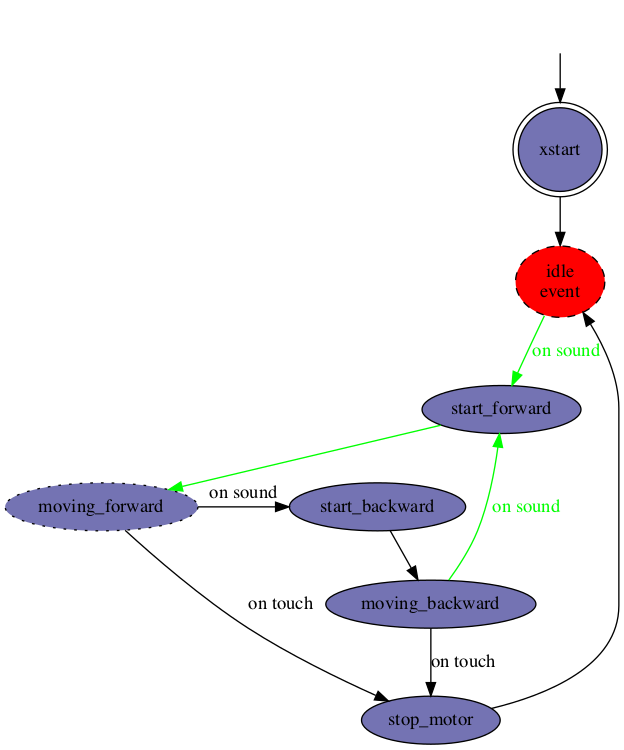 xstart
idle
event
on sound
start_forward
on sound
moving_forward
start_backward
on sound
on touch
moving_backward
on touch
stop_motor